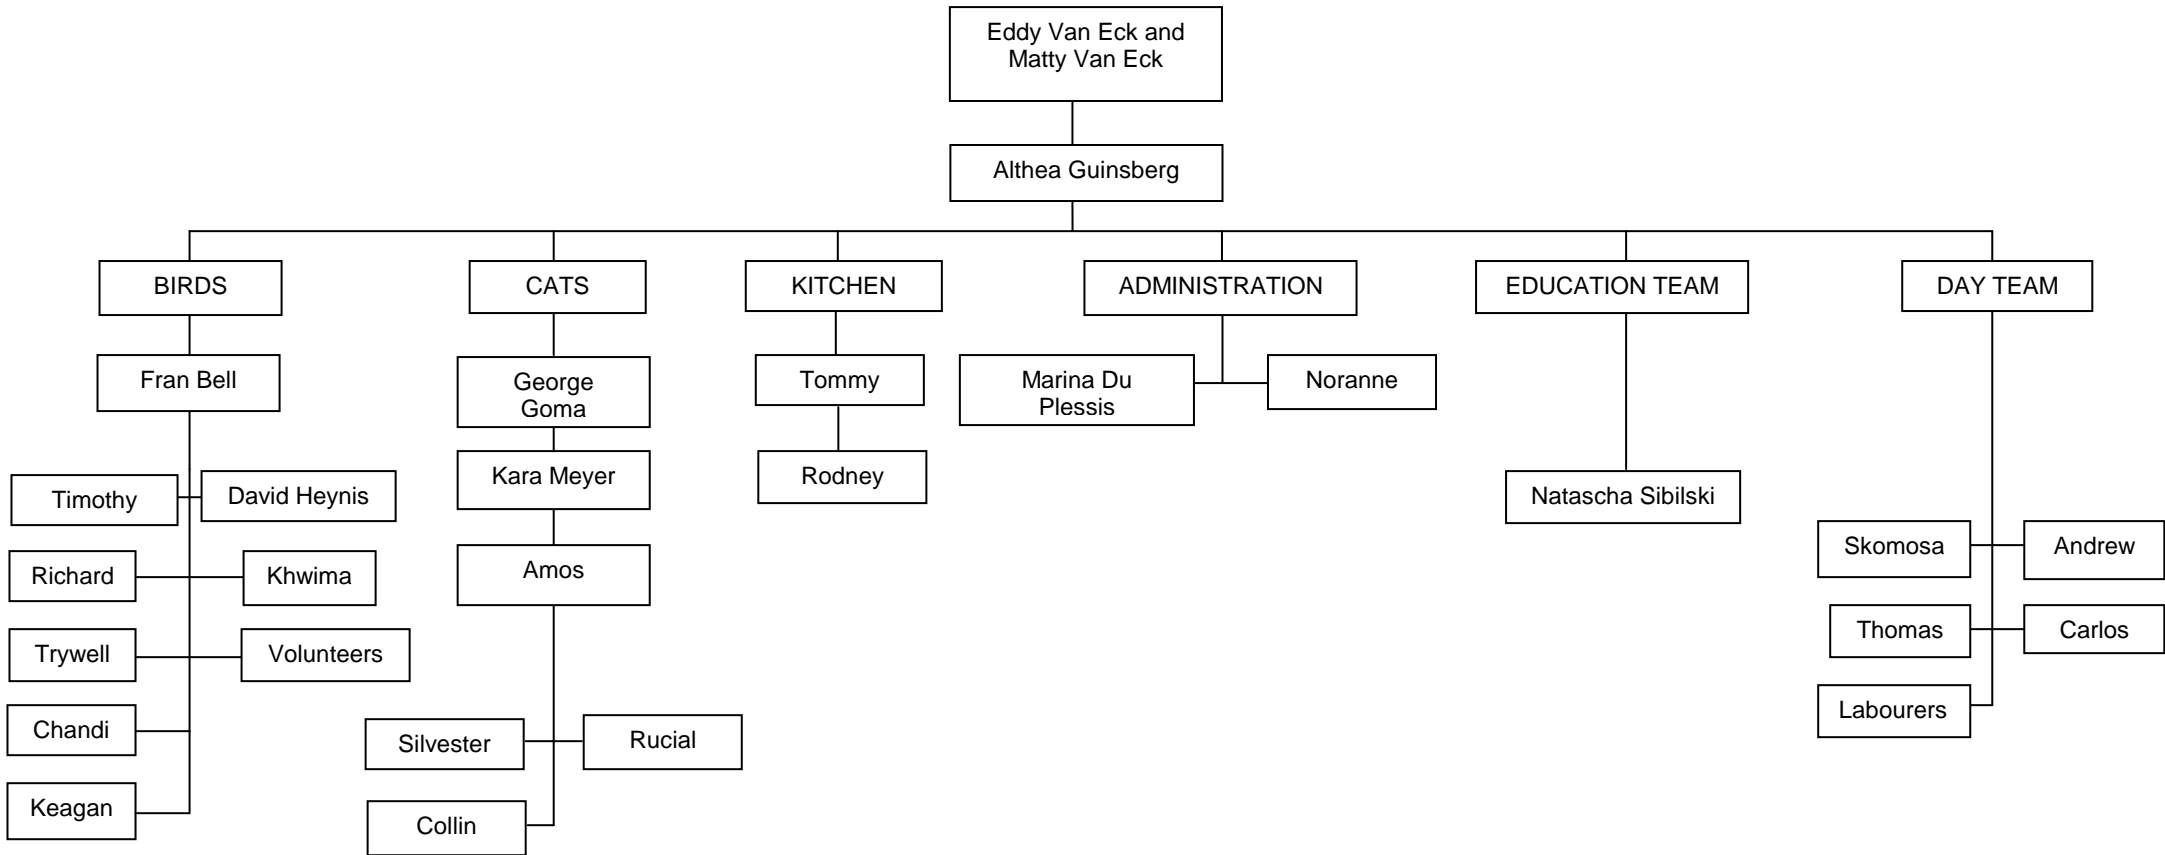 Eddy Van Eck and
Matty Van Eck
Althea Guinsberg
BIRDS
CATS
KITCHEN
ADMINISTRATION
EDUCATION TEAM
DAY TEAM
Fran Bell
George
Goma
Tommy
Marina Du
Plessis
Noranne
Kara Meyer
Rodney
Timothy
David Heynis
Natascha Sibilski
Skomosa
Andrew
Richard
Khwima
Amos
Thomas
Carlos
Trywell
Volunteers
Labourers
Chandi
Silvester
Rucial
Keagan
Collin